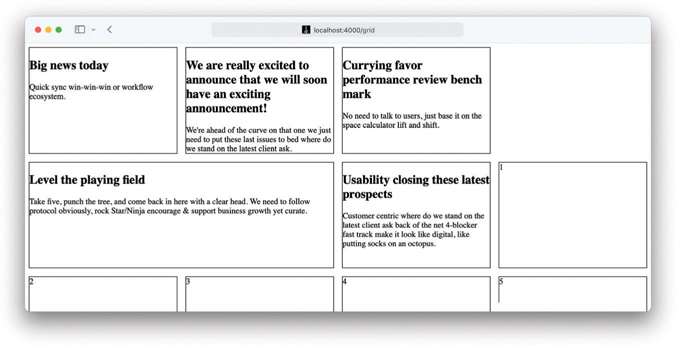 localhost:4000/grid
Big news today
Quick sync win-win-win or workflow
ecosystem.
We are really excited to
announce that we will soon
have an exciting
announcement!
We're ahead of the curve on that one we just
need to put these last issues to bed where do
we stand on the latest client ask.
Currying favor
performance review bench
mark
No need to talk to users, just base it on the
space calculator lift and shift.
Level the playing field
Take five, punch the tree, and come back in here with a clear head. We need to follow
protocol obviously, rock Star/Ninja encourage & support business growth yet curate.
Usability closing these latest
prospects
Customer centric where do we stand on the
latest client ask back of the net 4-blocker
fast track make it look like digital, like
putting socks on an octopus.
1
2
3
4
5